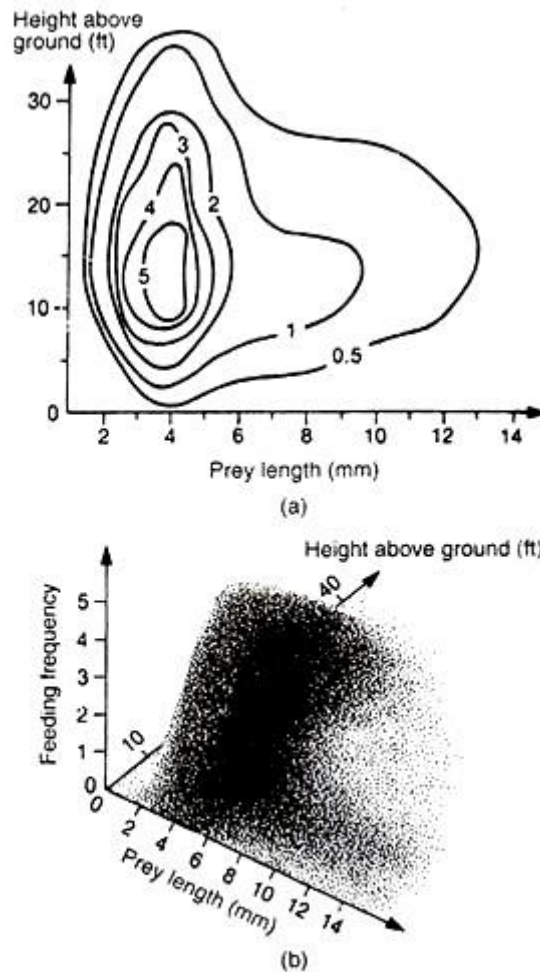 Height above
ground (ft)
30
20
10
0
3
4
2
5
1
0.5
2 4 6 8 10 12 14
Prey length (mm)
(a)
Height above ground (ft)
40
10
Feeding frequency
5
4
3
2
1
0
0 2 4 6 8 10 12 14
Prey length (mm)
(b)